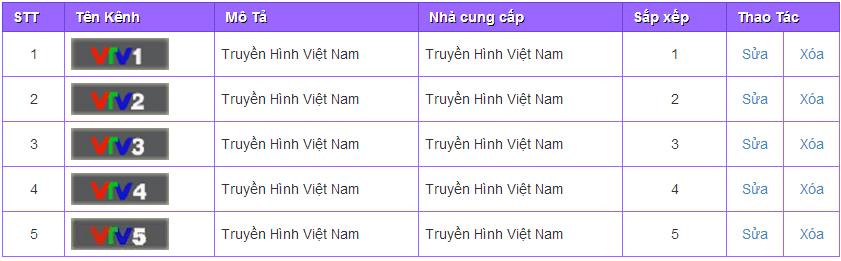 STT Tên Kênh Mô Tả Nhà cung cấp Sắp xếp Thao Tác
1 VTV1 Truyền Hình Việt Nam Truyền Hình Việt Nam 1 Sửa Xóa
2 VTV2 Truyền Hình Việt Nam Truyền Hình Việt Nam 2 Sửa Xóa
3 VTV3 Truyền Hình Việt Nam Truyền Hình Việt Nam 3 Sửa Xóa
4 VTV4 Truyền Hình Việt Nam Truyền Hình Việt Nam 4 Sửa Xóa
5 VTV5 Truyền Hình Việt Nam Truyền Hình Việt Nam 5 Sửa Xóa